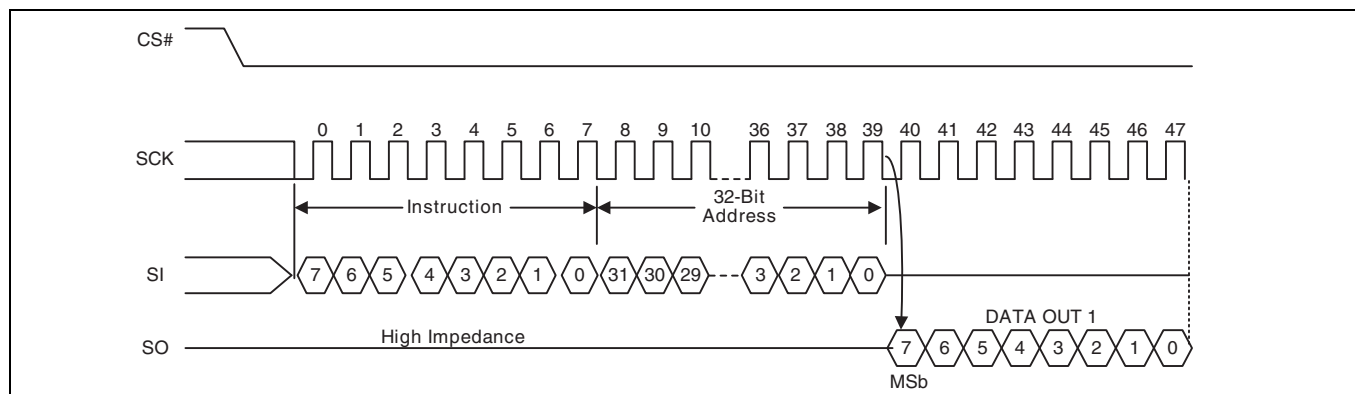 CS#
0 1 2 3 4 5 6 7 8 9 10 36 37 38 39 40 41 42 43 44 45 46 47
SCK
Instruction
32-Bit
Address
SI
7 6 5 4 3 2 1 0 31 30 29 3 2 1 0
DATA OUT 1
High Impedance
SO
7 6 5 4 3 2 1 0
MSb